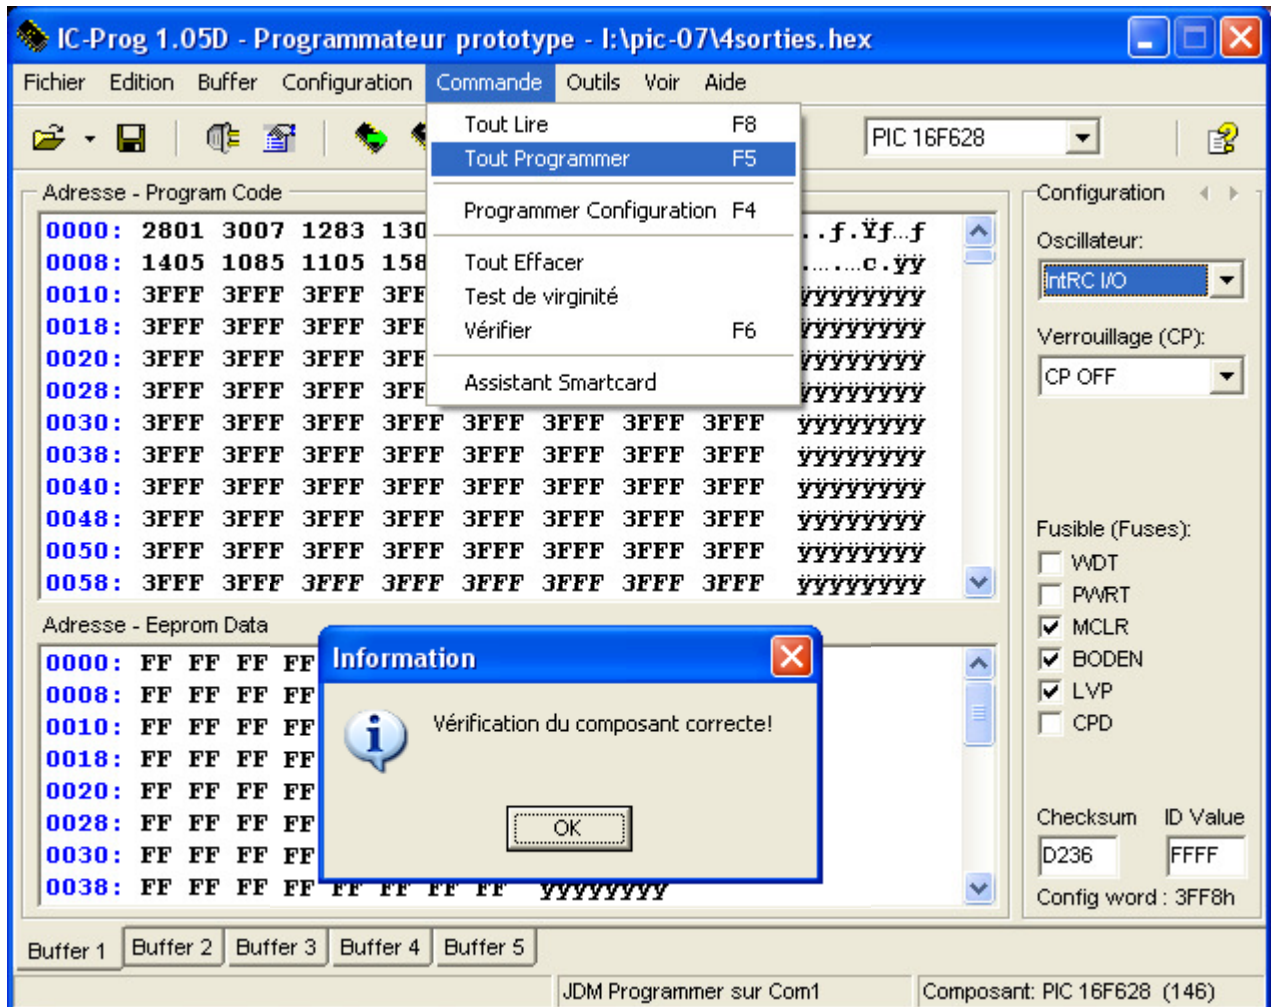 IC-Prog 1.05D - Programmateur prototype - I:\pic-07\4sorties.hex
Fichier Edition Buffer Configuration Commande Outils Voir Aide
Tout Lire F8
Tout Programmer F5
Programmer Configuration F4
Tout Effacer
Test de virginité
Vérifier F6
Assistant Smartcard
PIC 16F628
Adresse - Program Code
0000: 2801 3007 1283 130 ..ƒ.Ÿƒ…ƒ
0008: 1405 1085 1105 158 ......c.ÿÿ
0010: 3FFF 3FFF 3FFF 3FF ÿÿÿÿÿÿÿÿ
0018: 3FFF 3FFF 3FFF 3FF ÿÿÿÿÿÿÿÿ
0020: 3FFF 3FFF 3FFF 3FF ÿÿÿÿÿÿÿÿ
0028: 3FFF 3FFF 3FFF 3FF ÿÿÿÿÿÿÿÿ
0030: 3FFF 3FFF 3FFF 3FFF 3FFF 3FFF 3FFF 3FFF ÿÿÿÿÿÿÿÿ
0038: 3FFF 3FFF 3FFF 3FFF 3FFF 3FFF 3FFF 3FFF ÿÿÿÿÿÿÿÿ
0040: 3FFF 3FFF 3FFF 3FFF 3FFF 3FFF 3FFF 3FFF ÿÿÿÿÿÿÿÿ
0048: 3FFF 3FFF 3FFF 3FFF 3FFF 3FFF 3FFF 3FFF ÿÿÿÿÿÿÿÿ
0050: 3FFF 3FFF 3FFF 3FFF 3FFF 3FFF 3FFF 3FFF ÿÿÿÿÿÿÿÿ
0058: 3FFF 3FFF 3FFF 3FFF 3FFF 3FFF 3FFF 3FFF ÿÿÿÿÿÿÿÿ
Adresse - Eeprom Data
0000: FF FF FF FF
0008: FF FF FF FF
0010: FF FF FF FF
0018: FF FF FF FF
0020: FF FF FF FF
0028: FF FF FF FF
0030: FF FF FF FF
0038: FF FF FF FF FF FF FF FF ÿÿÿÿÿÿÿÿ
Information
Vérification du composant correcte!
OK
Configuration
Oscillateur:
IntRC I/O
Verrouillage (CP):
CP OFF
Fusible (Fuses):
WDT
PWRT
MCLR
BODEN
LVP
CPD
Checksum ID Value
D236 FFFF
Config word : 3FF8h
Buffer 1 Buffer 2 Buffer 3 Buffer 4 Buffer 5
JDM Programmer sur Com1 Composant: PIC 16F628 (146)